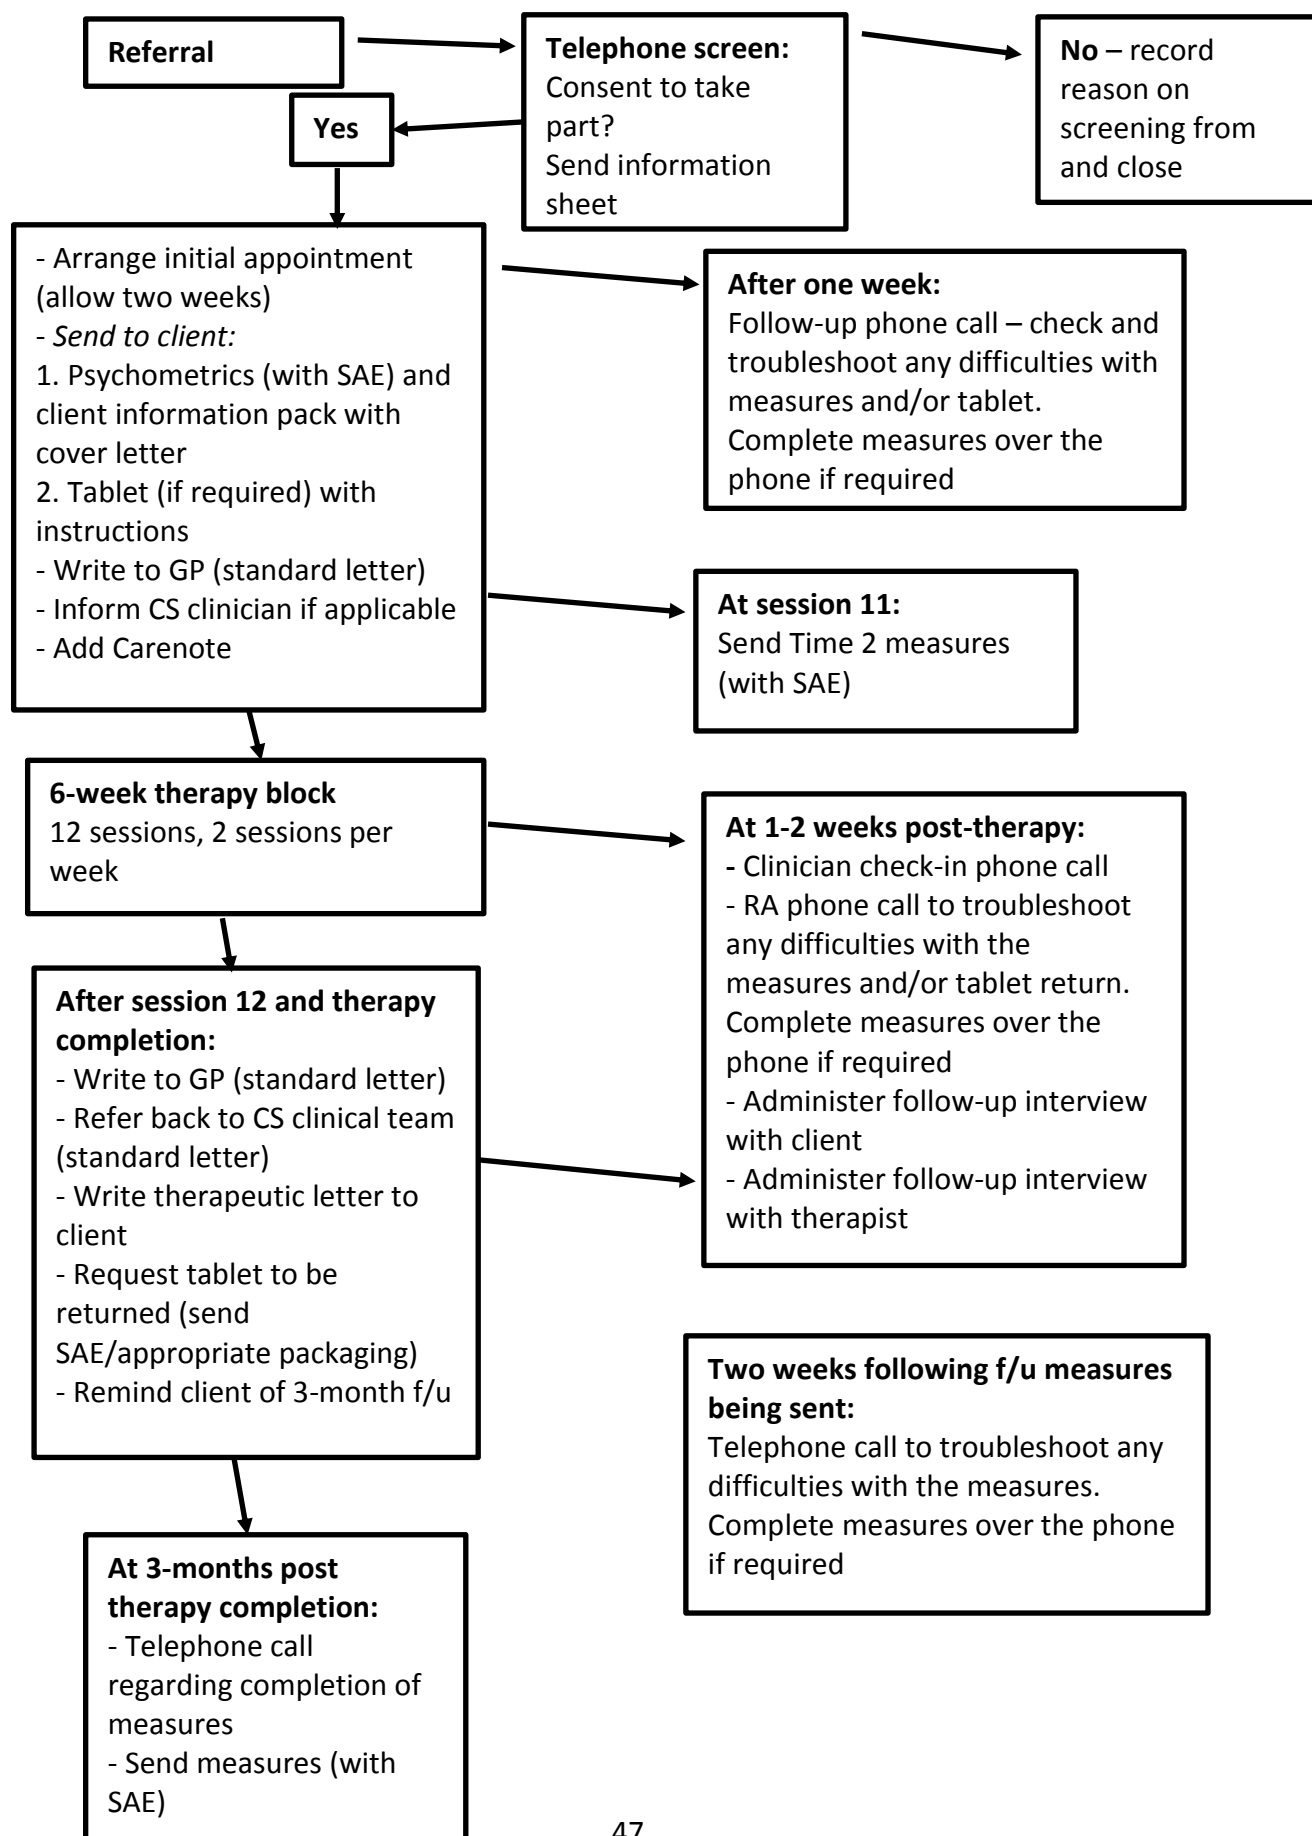 Referral
Telephone screen:
Consent to take
part?
Send information
sheet
No – record
reason on
screening from
and close
Yes
- Arrange initial appointment
(allow two weeks)
- Send to client:
1. Psychometrics (with SAE) and
client information pack with
cover letter
2. Tablet (if required) with
instructions
- Write to GP (standard letter)
- Inform CS clinician if applicable
- Add Carenote
After one week:
Follow-up phone call – check and
troubleshoot any difficulties with
measures and/or tablet.
Complete measures over the
phone if required
At session 11:
Send Time 2 measures
(with SAE)
6-week therapy block
12 sessions, 2 sessions per
week
At 1-2 weeks post-therapy:
- Clinician check-in phone call
- RA phone call to troubleshoot
any difficulties with the
measures and/or tablet return.
Complete measures over the
phone if required
- Administer follow-up interview
with client
- Administer follow-up interview
with therapist
After session 12 and therapy
completion:
- Write to GP (standard letter)
- Refer back to CS clinical team
(standard letter)
- Write therapeutic letter to
client
- Request tablet to be
returned (send
SAE/appropriate packaging)
- Remind client of 3-month f/u
Two weeks following f/u measures
being sent:
Telephone call to troubleshoot any
difficulties with the measures.
Complete measures over the phone
if required
At 3-months post
therapy completion:
- Telephone call
regarding completion of
measures
- Send measures (with
SAE)
47